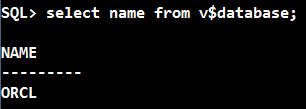 SQL> select name from v$database;
NAME
---------
ORCL